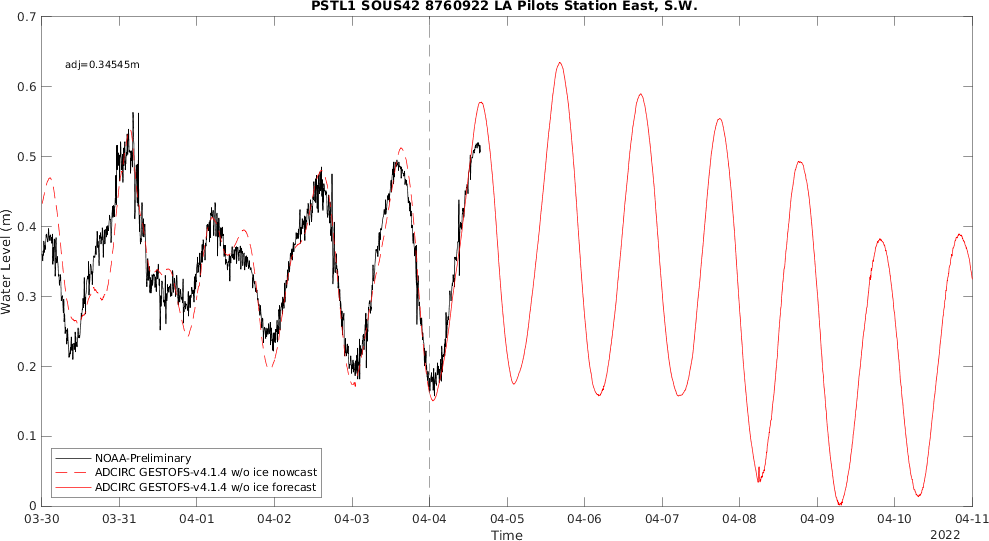 PSTL1 SOUS42 8760922 LA Pilots Station East, S.W.
0.7
0.6
0.5
0.4
0.3
0.2
0.1
0
Water Level (m)
adj=0.34545m
NOAA-Preliminary
ADCIRC GESTOFS-v4.1.4 w/o ice nowcast
ADCIRC GESTOFS-v4.1.4 w/o ice forecast
03-30 03-31 04-01 04-02 04-03 04-04 04-05 04-06 04-07 04-08 04-09 04-10 04-11
Time
2022